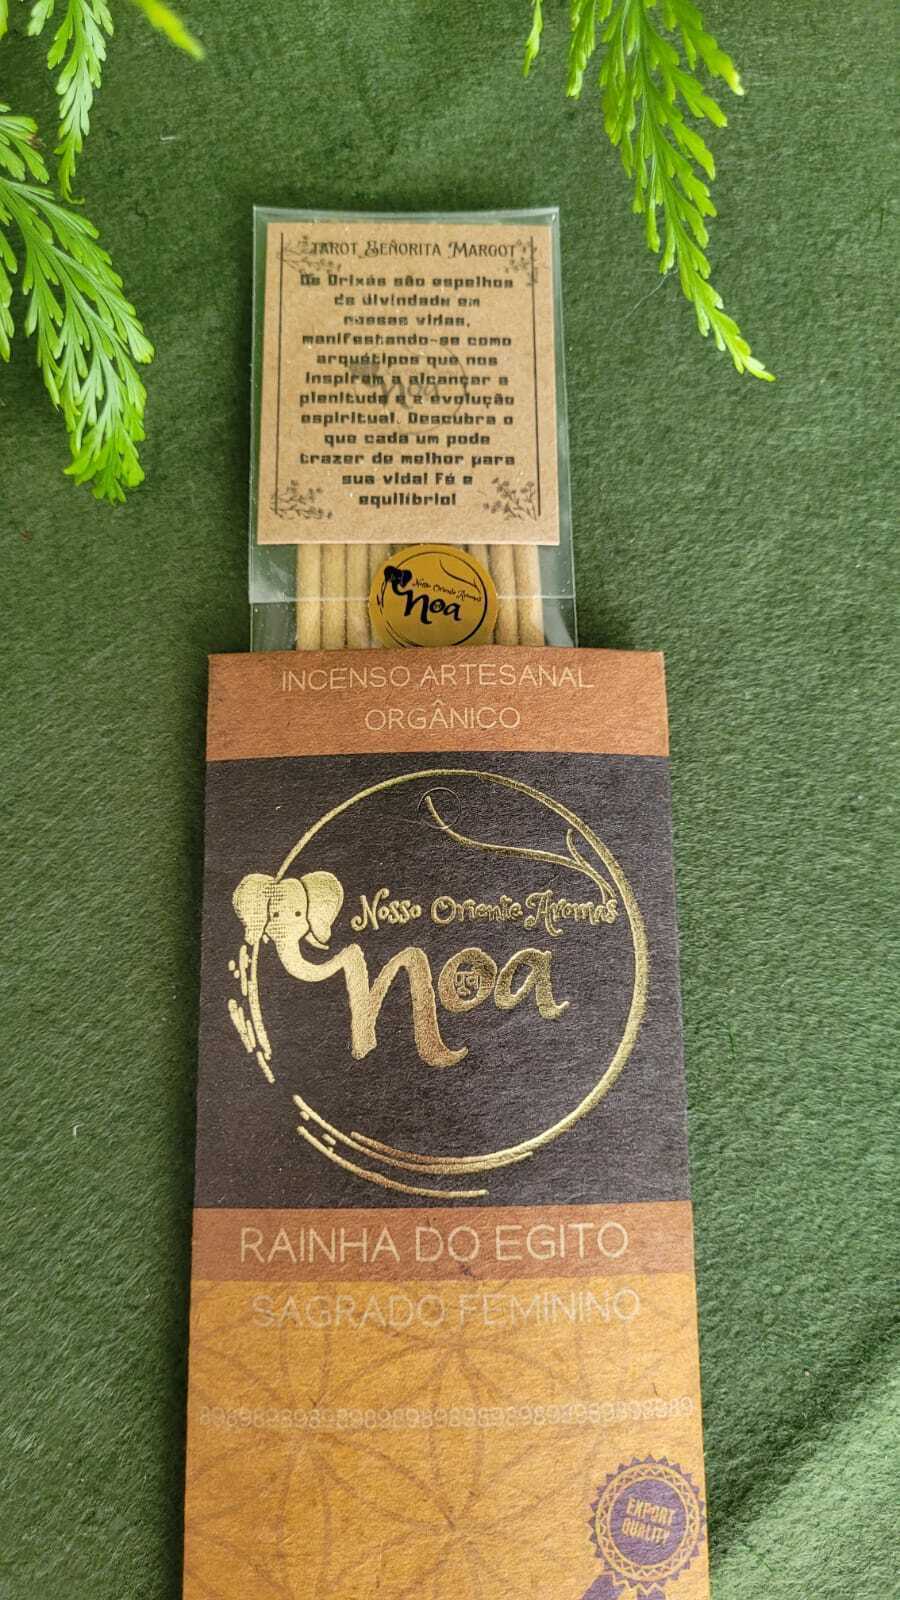 TAROT SEÑORITA MARGOT
Os Orixás são espelhos
da divindade em
nossas vidas,
manifestando-se como
arquétipos que nos
inspiram a alcançar a
plenitude e a evolução
espiritual. Descubra o
que cada um pode
trazer de melhor para
sua vida! Fé e
equilíbrio!
Nosso Oriente Aromas
noa
INCENSO ARTESANAL
ORGÂNICO
Nosso Oriente Aromas
noa
RAINHA DO EGITO
SAGRADO FEMININO
EXPORT
QUALITY